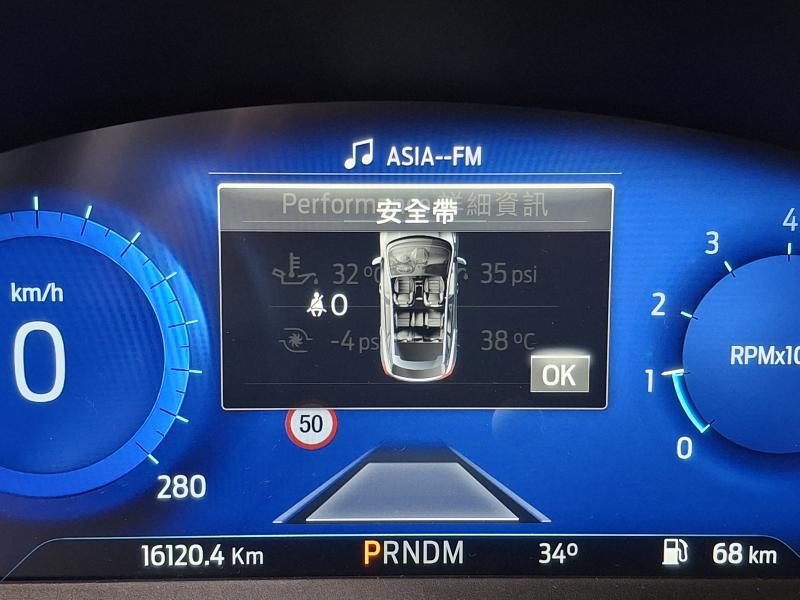 ASIA--FM
Perform 詳細資訊
安全帶
32°C
35 psi
0
-4 ps
38 °C
OK
km/h
0
280
50
4
3
2
1
0
RPMx10
16120.4 Km
PRNDM
34°
68 km